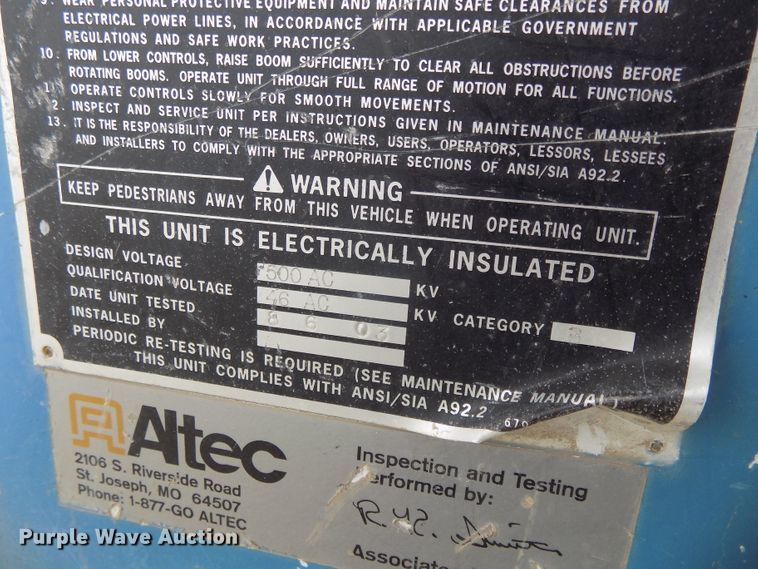 9. WEAR PERSONAL PROTECTIVE EQUIPMENT AND MAINTAIN SAFE CLEARANCES FROM
ELECTRICAL POWER LINES, IN ACCORDANCE WITH APPLICABLE GOVERNMENT
REGULATIONS AND SAFE WORK PRACTICES.
10. FROM LOWER CONTROLS, RAISE BOOM SUFFICIENTLY TO CLEAR ALL OBSTRUCTIONS BEFORE
ROTATING BOOMS. OPERATE UNIT THROUGH FULL RANGE OF MOTION FOR ALL FUNCTIONS.
OPERATE CONTROLS SLOWLY FOR SMOOTH MOVEMENTS.
2. INSPECT AND SERVICE UNIT PER INSTRUCTIONS GIVEN IN MAINTENANCE MANUAL.
13. IT IS THE RESPONSIBILITY OF THE DEALERS, OWNERS, USERS, OPERATORS, LESSORS, LESSEES
AND INSTALLERS TO COMPLY WITH THE APPROPRIATE SECTIONS OF ANSI/SIA A92.2.
WARNING
KEEP PEDESTRIANS AWAY FROM THIS VEHICLE WHEN OPERATING UNIT.
THIS UNIT IS ELECTRICALLY INSULATED
DESIGN VOLTAGE 500 AC KV
QUALIFICATION VOLTAGE 46 AC KV CATEGORY
DATE UNIT TESTED 8 6 03
INSTALLED BY
PERIODIC RE-TESTING IS REQUIRED (SEE MAINTENANCE MANUAL)
THIS UNIT COMPLIES WITH ANSI/SIA A92.2 670
Altec
2106 S. Riverside Road
St. Joseph, MO 64507
Phone: 1-877-GO ALTEC
Inspection and Testing
Performed by:
Associate
Purple Wave Auction